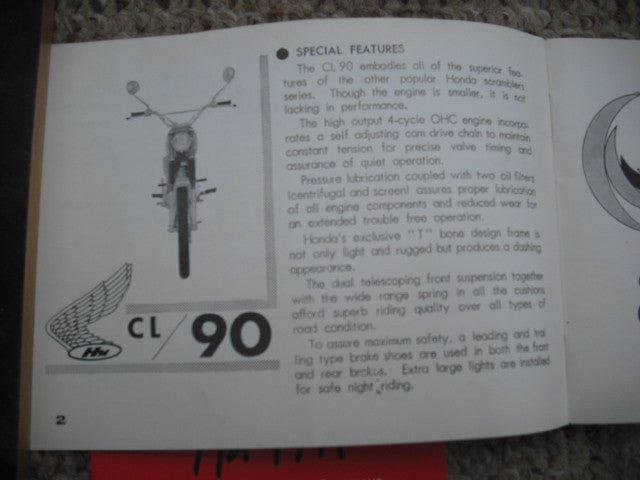 SPECIAL FEATURES
The CL 90 embodies all of the superior fea-
tures of the other popular Honda scramblers
series. Though the engine is smaller, it is not
lacking in performance.
The high output 4-cycle OHC engine incorpo-
rates a self adjusting cam drive chain to maintain
constant tension for precise valve timing and
assurance of quiet operation.
Pressure lubrication coupled with two oil filters
(centrifugal and screen) assures proper lubrication
of all engine components and reduced wear for
an extended trouble free operation.
Honda's exclusive "T" bone design frame is
not only light and rugged but produces a dashing
appearance.
The dual telescoping front suspension together
with the wide range spring in all the cushions
afford superb riding quality over all types of
road condition.
To assure maximum safety, a leading and trai
ling type brake shoes are used in both the front
and rear brakes. Extra large lights are installed
for safe night riding.
HM
CL/90
2